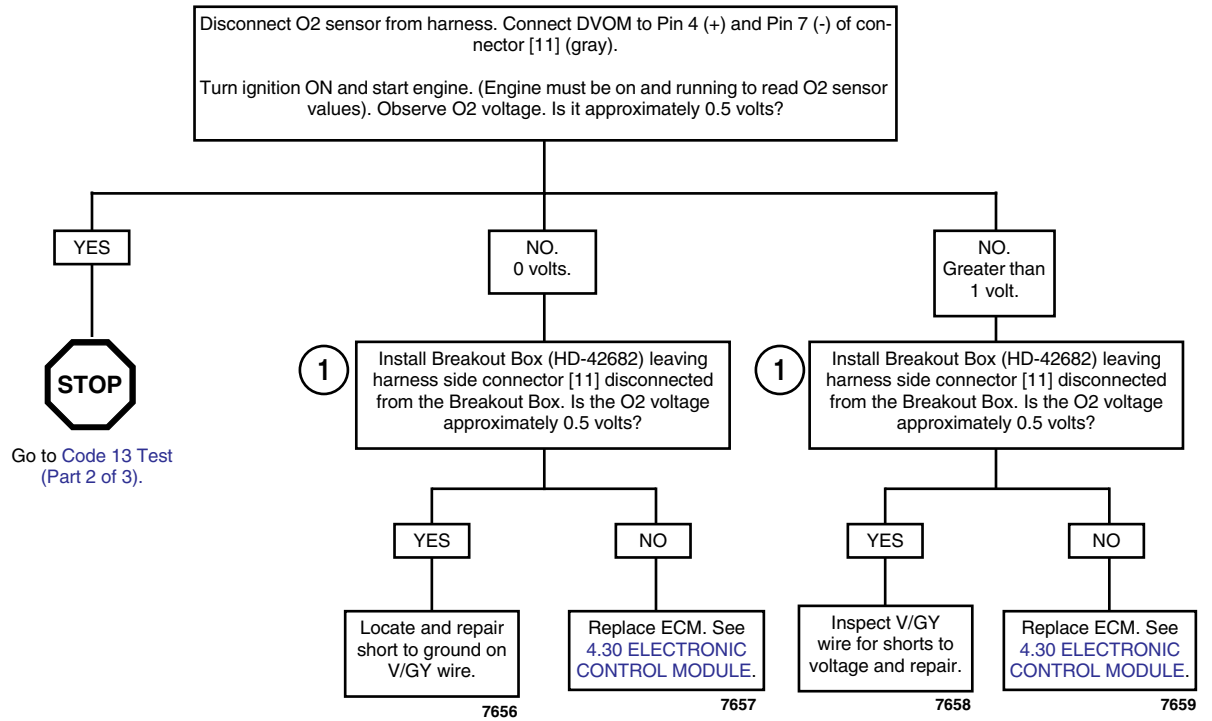 Disconnect O2 sensor from harness. Connect DVOM to Pin 4 (+) and Pin 7 (-) of con-
nector [11] (gray).
Turn ignition ON and start engine. (Engine must be on and running to read O2 sensor
values). Observe O2 voltage. Is it approximately 0.5 volts?
YES
NO.
0 volts.
NO.
Greater than
1 volt.
STOP
Go to Code 13 Test
(Part 2 of 3).
1
Install Breakout Box (HD-42682) leaving
harness side connector [11] disconnected
from the Breakout Box. Is the O2 voltage
approximately 0.5 volts?
1
Install Breakout Box (HD-42682) leaving
harness side connector [11] disconnected
from the Breakout Box. Is the O2 voltage
approximately 0.5 volts?
YES
NO
YES
NO
Locate and repair
short to ground on
V/GY wire.
7656
Replace ECM. See
4.30 ELECTRONIC
CONTROL MODULE.
7657
Inspect V/GY
wire for shorts to
voltage and repair.
7658
Replace ECM. See
4.30 ELECTRONIC
CONTROL MODULE.
7659